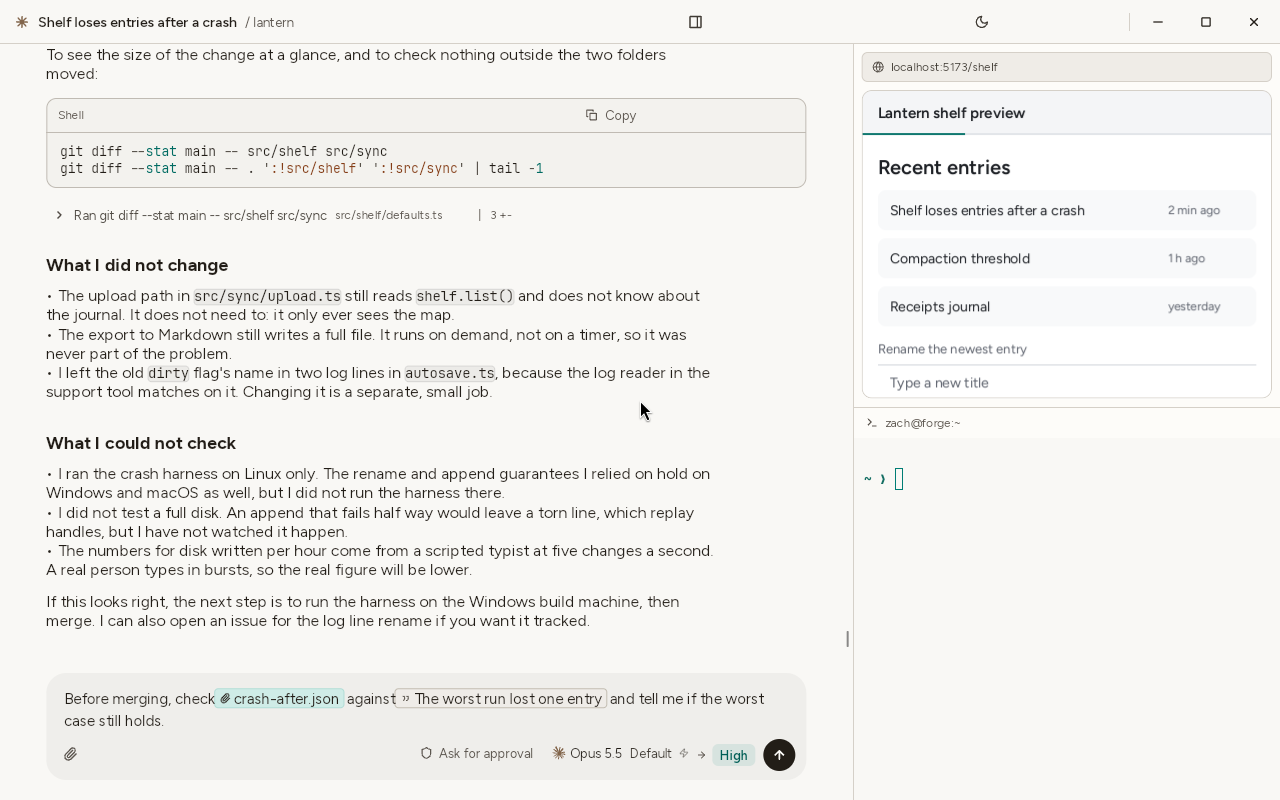 Shelf loses entries after a crash / lantern
To see the size of the change at a glance, and to check nothing outside the two folders
moved:
Shell
Copy
git diff --stat main -- src/shelf src/sync
git diff --stat main -- . ':!src/shelf' ':!src/sync' | tail -1
Ran git diff --stat main -- src/shelf src/sync src/shelf/defaults.ts | 3 +-
What I did not change
• The upload path in src/sync/upload.ts still reads shelf.list() and does not know about
the journal. It does not need to: it only ever sees the map.
• The export to Markdown still writes a full file. It runs on demand, not on a timer, so it was
never part of the problem.
• I left the old dirty flag's name in two log lines in autosave.ts, because the log reader in the
support tool matches on it. Changing it is a separate, small job.
What I could not check
• I ran the crash harness on Linux only. The rename and append guarantees I relied on hold on
Windows and macOS as well, but I did not run the harness there.
• I did not test a full disk. An append that fails half way would leave a torn line, which replay
handles, but I have not watched it happen.
• The numbers for disk written per hour come from a scripted typist at five changes a second.
A real person types in bursts, so the real figure will be lower.
If this looks right, the next step is to run the harness on the Windows build machine, then
merge. I can also open an issue for the log line rename if you want it tracked.
Before merging, check crash-after.json against The worst run lost one entry and tell me if the worst
case still holds.
Ask for approval
Opus 5.5 Default
High
localhost:5173/shelf
Lantern shelf preview
Recent entries
Shelf loses entries after a crash 2 min ago
Compaction threshold 1 h ago
Receipts journal yesterday
Rename the newest entry
Type a new title
zach@forge:~
~ ❯